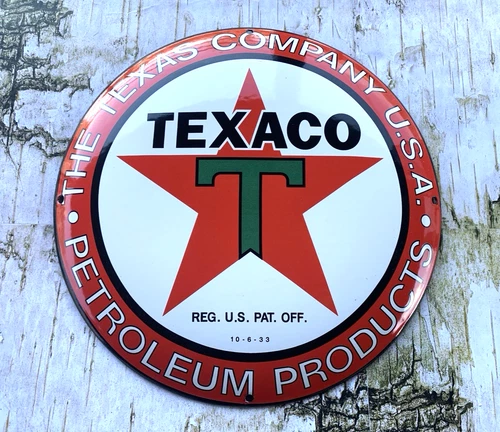 THE TEXAS COMPANY U.S.A.
TEXACO
T
REG. U.S. PAT. OFF.
10-6-33
• PETROLEUM PRODUCTS •